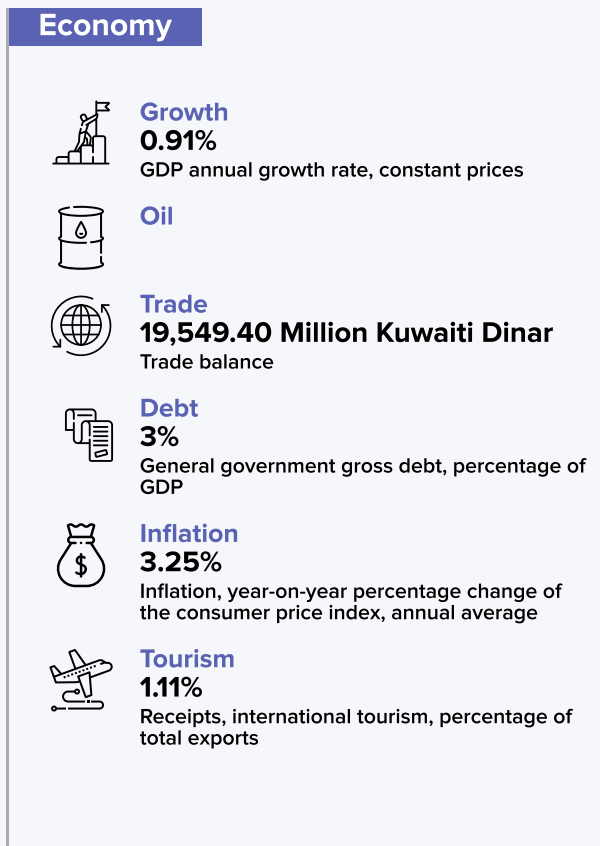 Economy
Growth
0.91%
GDP annual growth rate, constant prices
Oil
Trade
19,549.40 Million Kuwaiti Dinar
Trade balance
Debt
3%
General government gross debt, percentage of
GDP
Inflation
3.25%
Inflation, year-on-year percentage change of
the consumer price index, annual average
$
Tourism
1.11%
Receipts, international tourism, percentage of
total exports